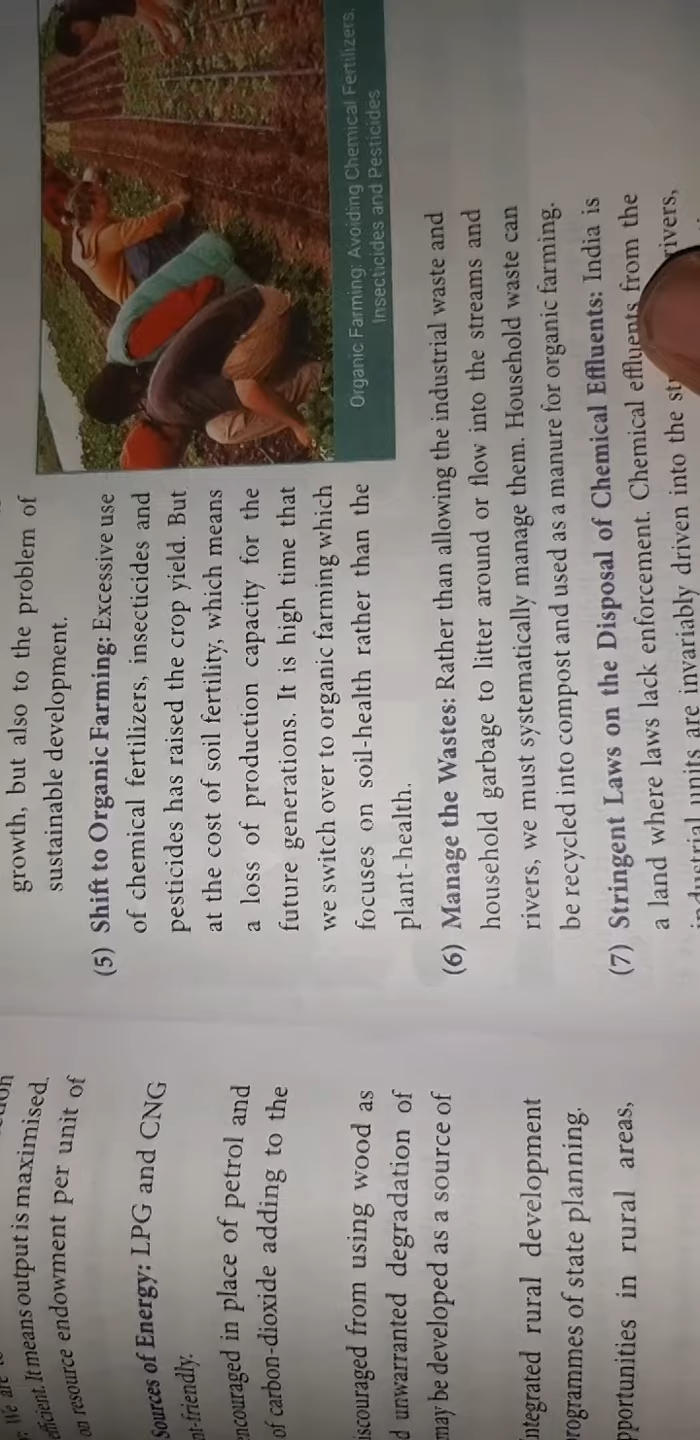 efficient. It means output is maximised.
on resource endowment per unit of
Sources of Energy: LPG and CNG
nt-friendly.
ncouraged in place of petrol and
of carbon-dioxide adding to the
iscouraged from using wood as
d unwarranted degradation of
may be developed as a source of
ntegrated rural development
rogrammes of state planning.
pportunities in rural areas,
growth, but also to the problem of
sustainable development.
(5) Shift to Organic Farming: Excessive use
of chemical fertilizers, insecticides and
pesticides has raised the crop yield. But
at the cost of soil fertility, which means
a loss of production capacity for the
future generations. It is high time that
we switch over to organic farming which
focuses on soil-health rather than the
plant-health.
Organic Farming: Avoiding Chemical Fertilizers,
Insecticides and Pesticides
(6) Manage the Wastes: Rather than allowing the industrial waste and
household garbage to litter around or flow into the streams and
rivers, we must systematically manage them. Household waste can
be recycled into compost and used as a manure for organic farming.
(7) Stringent Laws on the Disposal of Chemical Effluents: India is
a land where laws lack enforcement. Chemical effluents from the
industrial units are invariably driven into the rivers,